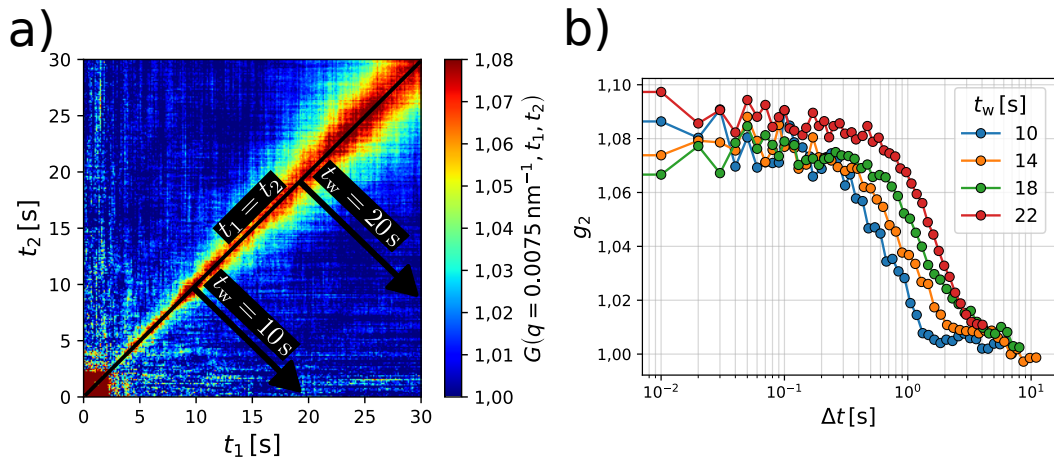 a)
30
25
20
15
10
5
0
t₂ [s]
0 5 10 15 20 25 30
t₁ [s]
t₁ = t₂
t_w = 20 s
t_w = 10 s
1,08
1,07
1,06
1,05
1,04
1,03
1,02
1,01
1,00
G(q = 0.0075 nm⁻¹, t₁, t₂)
b)
1,10
1,08
1,06
1,04
1,02
1,00
g₂
10⁻² 10⁻¹ 10⁰ 10¹
Δt [s]
t_w [s]
10
14
18
22